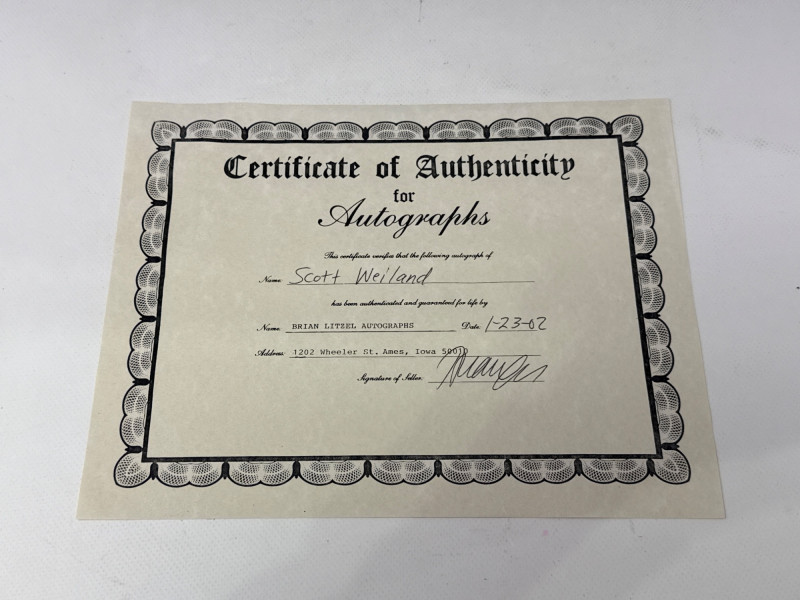 Certificate of Authenticity
for
Autographs
This certificate verifies that the following autograph of
Name: Scott Weiland
has been authenticated and guaranteed for life by
Name: BRIAN LITZEL AUTOGRAPHS Date: 1-23-02
Address: 1202 Wheeler St. Ames, Iowa 50010
Signature of Seller: